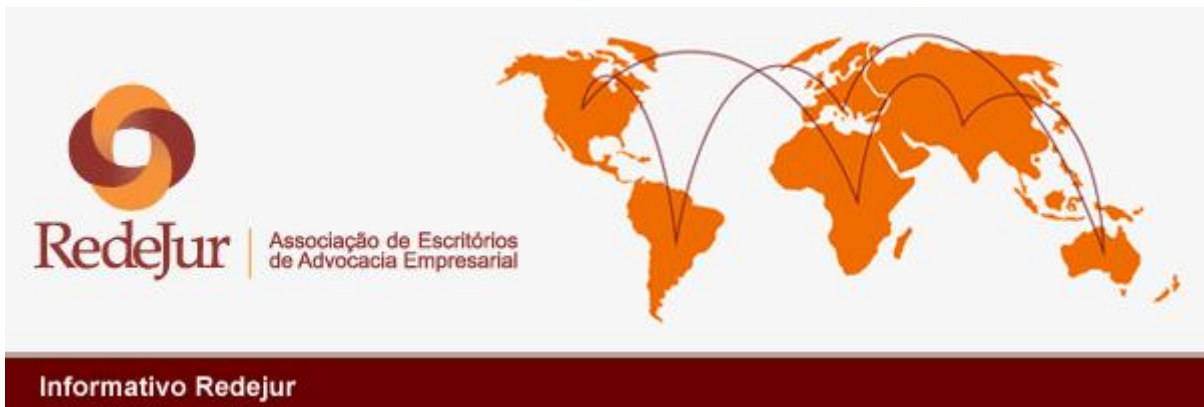 RedeJur
Associação de Escritórios
de Advocacia Empresarial
Informativo Redejur